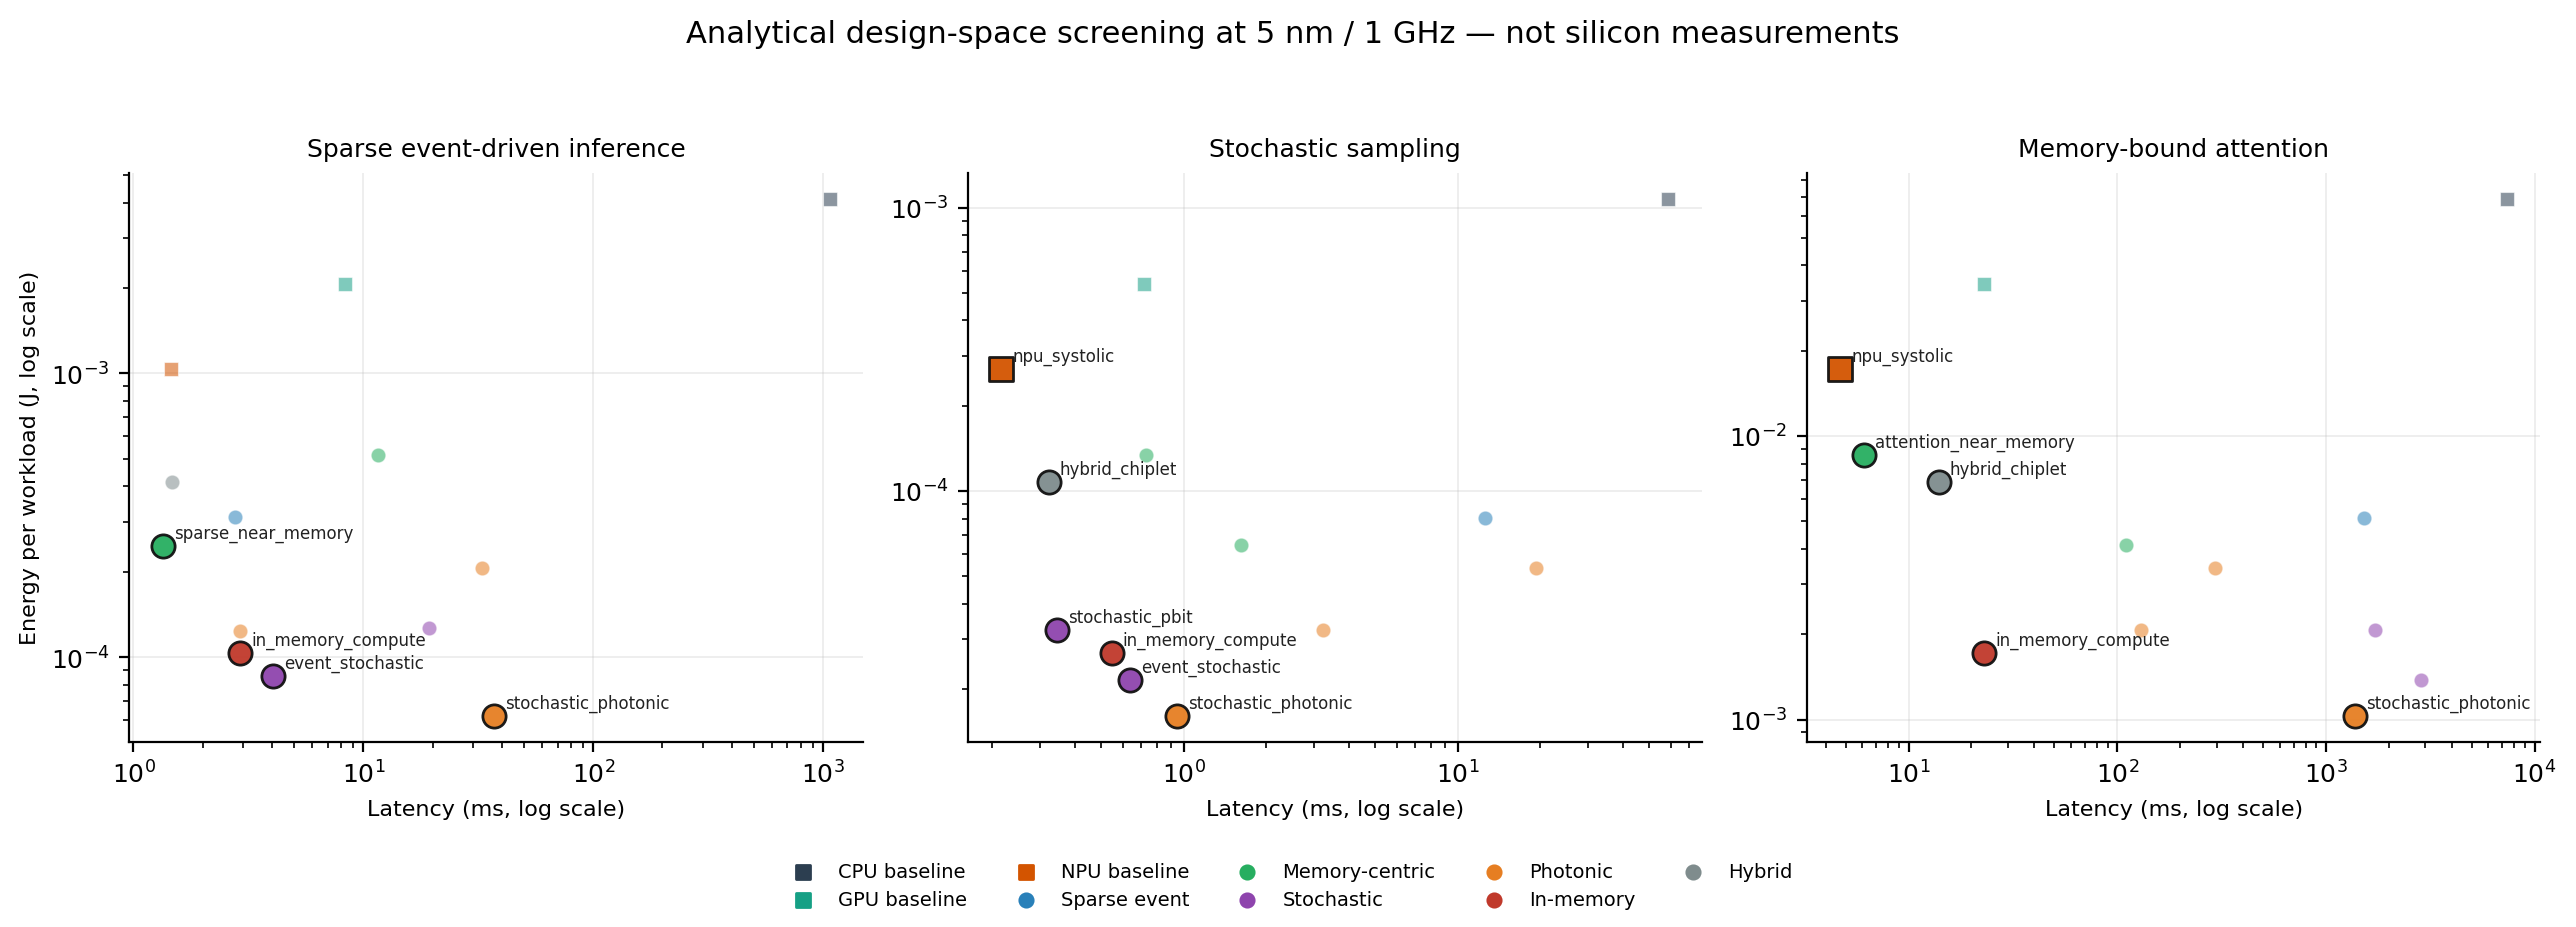 Analytical design-space screening at 5 nm / 1 GHz — not silicon measurements
Sparse event-driven inference
Energy per workload (J, log scale)
10⁻³
10⁻⁴
sparse_near_memory
in_memory_compute
event_stochastic
stochastic_photonic
10⁰ 10¹ 10² 10³
Latency (ms, log scale)
Stochastic sampling
10⁻³
10⁻⁴
npu_systolic
hybrid_chiplet
stochastic_pbit
in_memory_compute
event_stochastic
stochastic_photonic
10⁰ 10¹
Latency (ms, log scale)
Memory-bound attention
10⁻²
10⁻³
npu_systolic
attention_near_memory
hybrid_chiplet
in_memory_compute
stochastic_photonic
10¹ 10² 10³ 10⁴
Latency (ms, log scale)
CPU baseline NPU baseline Memory-centric Photonic Hybrid
GPU baseline Sparse event Stochastic In-memory